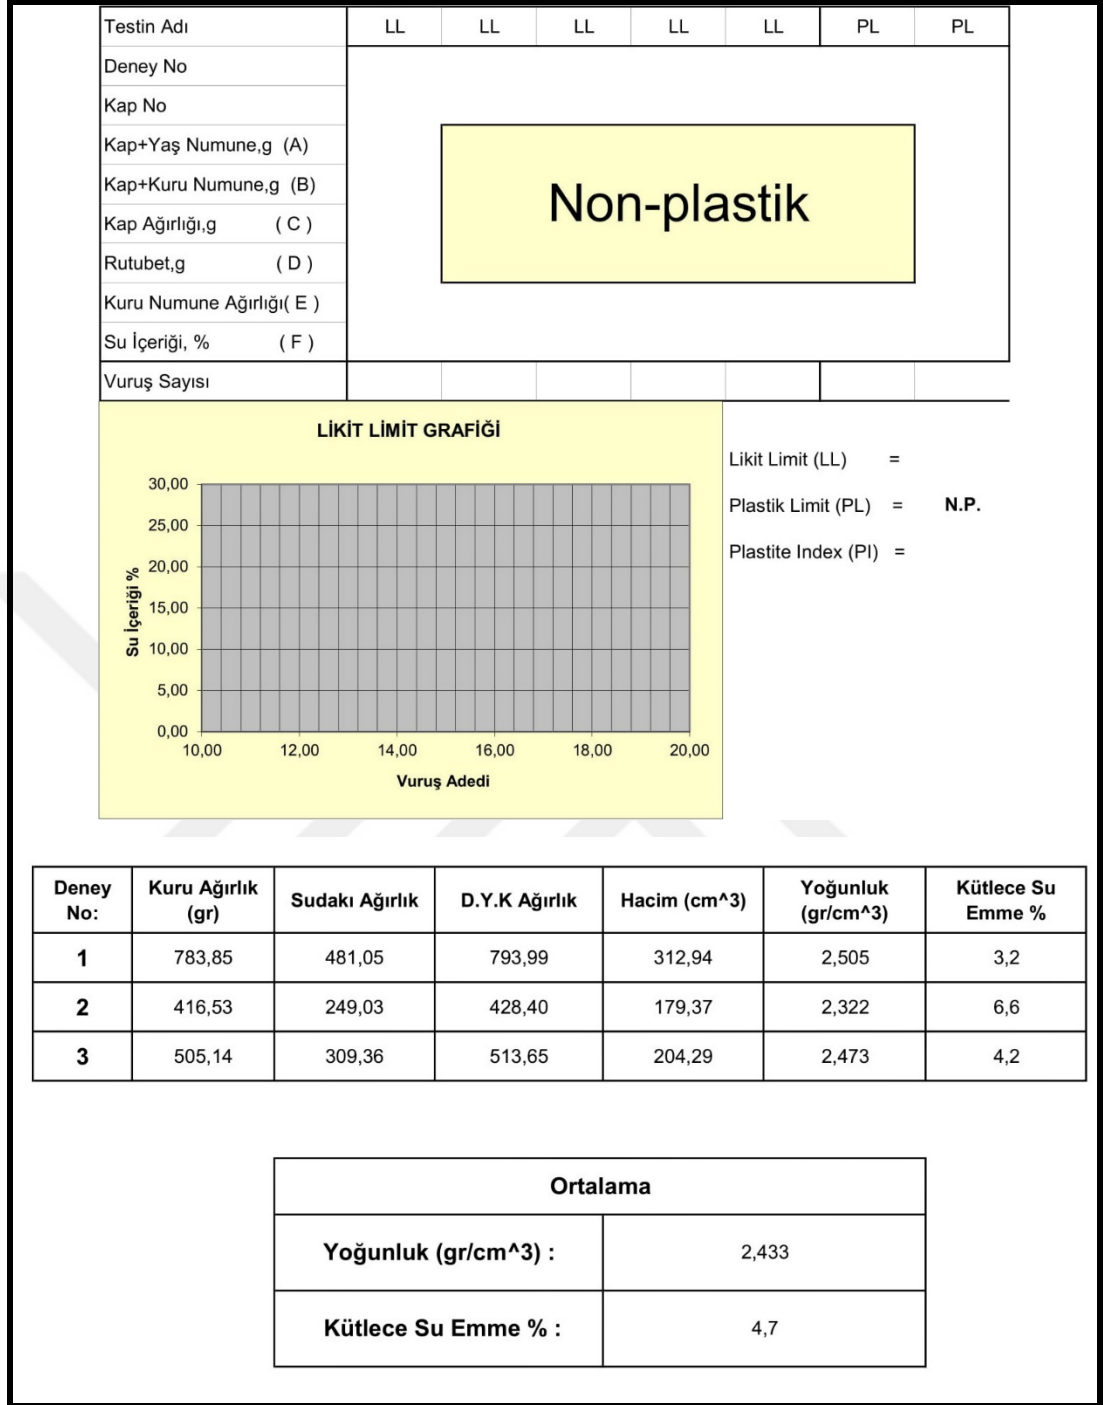 Testin Adı LL LL LL LL LL PL PL
Deney No
Kap No
Kap+Yaş Numune,g (A)
Kap+Kuru Numune,g (B)
Kap Ağırlığı,g ( C )
Rutubet,g ( D )
Kuru Numune Ağırlığı( E )
Su İçeriği, % ( F )
Non-plastik
Vuruş Sayısı
LİKİT LİMİT GRAFİĞİ
Su İçeriği %
30,00
25,00
20,00
15,00
10,00
5,00
0,00
10,00 12,00 14,00 16,00 18,00 20,00
Vuruş Adedi
Likit Limit (LL) =
Plastik Limit (PL) = N.P.
Plastite Index (PI) =
Deney No: Kuru Ağırlık (gr) Sudakı Ağırlık D.Y.K Ağırlık Hacim (cm^3) Yoğunluk (gr/cm^3) Kütlece Su Emme %
1 783,85 481,05 793,99 312,94 2,505 3,2
2 416,53 249,03 428,40 179,37 2,322 6,6
3 505,14 309,36 513,65 204,29 2,473 4,2
Ortalama
Yoğunluk (gr/cm^3) : 2,433
Kütlece Su Emme % : 4,7